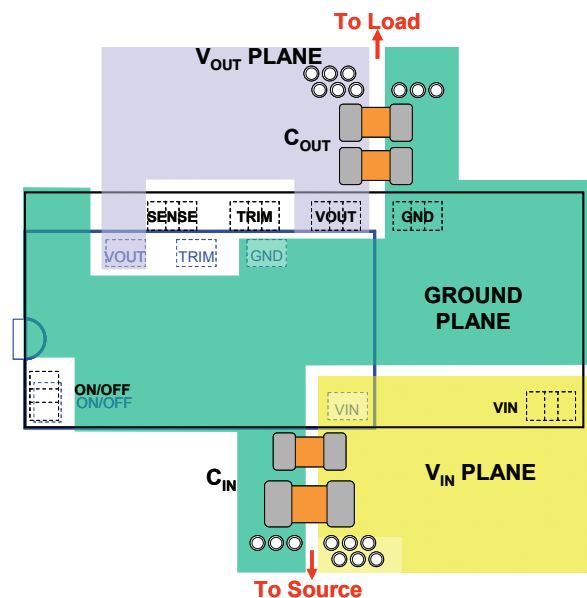 To Load
VOUT PLANE
COUT
SENSE TRIM VOUT GND
VOUT TRIM GND
GROUND
PLANE
ON/OFF
ON/OFF
VIN VIN
CIN
VIN PLANE
To Source